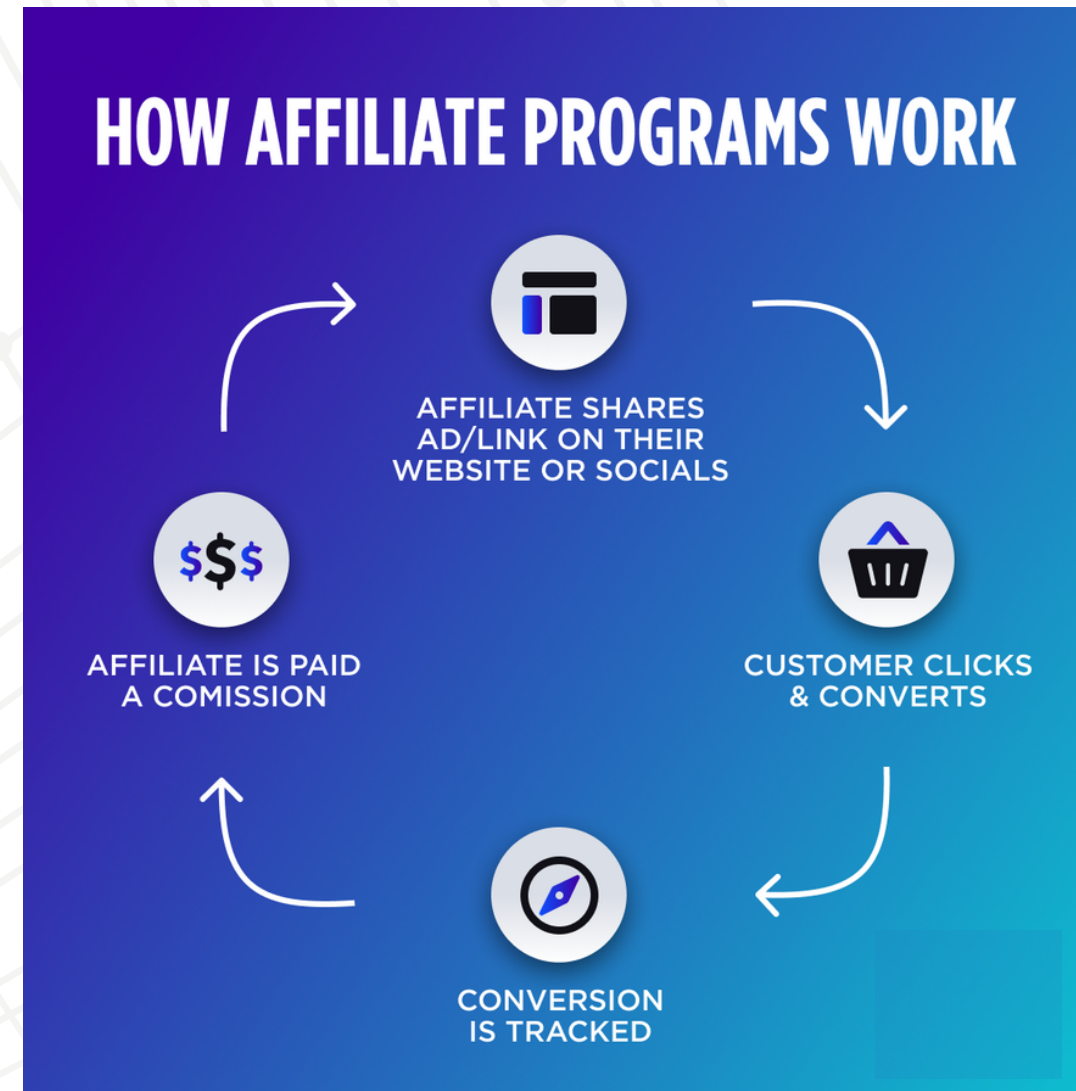 HOW AFFILIATE PROGRAMS WORK
AFFILIATE SHARES
AD/LINK ON THEIR
WEBSITE OR SOCIALS
$$$
CUSTOMER CLICKS
& CONVERTS
CONVERSION
IS TRACKED
AFFILIATE IS PAID
A COMISSION